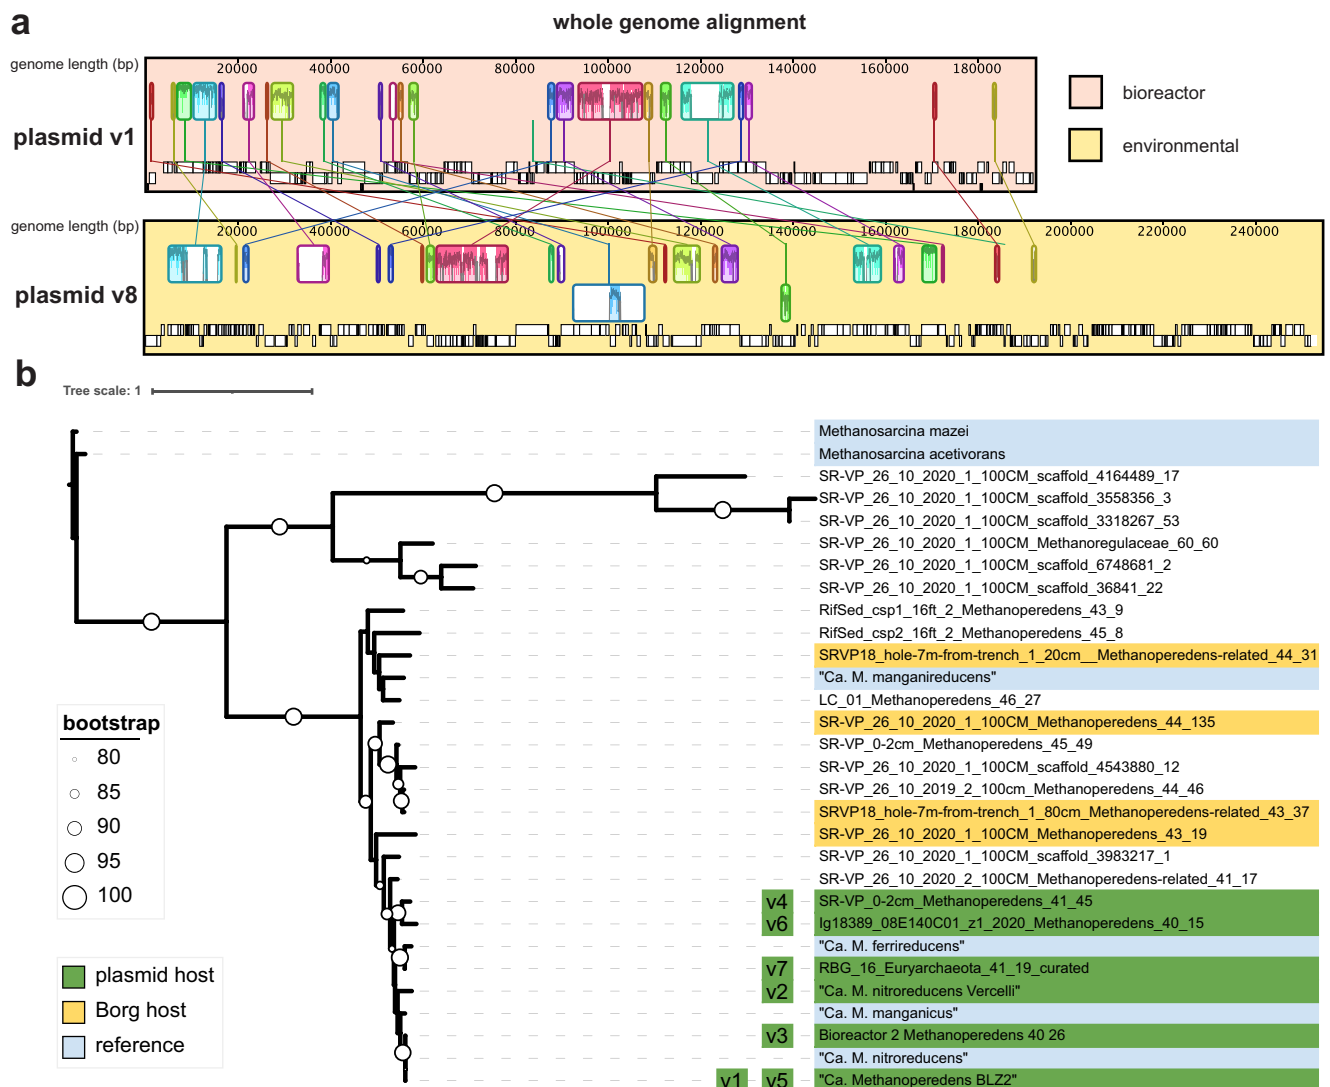 a
whole genome alignment
genome length (bp)
20000 40000 60000 80000 100000 120000 140000 160000 180000
plasmid v1
bioreactor
environmental
genome length (bp)
20000 40000 60000 80000 100000 120000 140000 160000 180000 200000 220000 240000
plasmid v8
b
Tree scale: 1
Methanosarcina mazei
Methanosarcina acetivorans
SR-VP_26_10_2020_1_100CM_scaffold_4164489_17
SR-VP_26_10_2020_1_100CM_scaffold_3558356_3
SR-VP_26_10_2020_1_100CM_scaffold_3318267_53
SR-VP_26_10_2020_1_100CM_Methanoregulaceae_60_60
SR-VP_26_10_2020_1_100CM_scaffold_6748681_2
SR-VP_26_10_2020_1_100CM_scaffold_36841_22
RifSed_csp1_16ft_2_Methanoperedens_43_9
RifSed_csp2_16ft_2_Methanoperedens_45_8
SRVP18_hole-7m-from-trench_1_20cm__Methanoperedens-related_44_31
"Ca. M. manganireducens"
LC_01_Methanoperedens_46_27
SR-VP_26_10_2020_1_100CM_Methanoperedens_44_135
SR-VP_0-2cm_Methanoperedens_45_49
SR-VP_26_10_2020_1_100CM_scaffold_4543880_12
SR-VP_26_10_2019_2_100cm_Methanoperedens_44_46
SRVP18_hole-7m-from-trench_1_80cm_Methanoperedens-related_43_37
SR-VP_26_10_2020_1_100CM_Methanoperedens_43_19
SR-VP_26_10_2020_1_100CM_scaffold_3983217_1
SR-VP_26_10_2020_2_100CM_Methanoperedens-related_41_17
v4 SR-VP_0-2cm_Methanoperedens_41_45
v6 Ig18389_08E140C01_z1_2020_Methanoperedens_40_15
"Ca. M. ferrireducens"
v7 RBG_16_Euryarchaeota_41_19_curated
v2 "Ca. M. nitroreducens Vercelli"
"Ca. M. manganicus"
v3 Bioreactor 2 Methanoperedens 40 26
"Ca. M. nitroreducens"
v1 v5 "Ca. Methanoperedens BLZ2"
bootstrap
80
85
90
95
100
plasmid host
Borg host
reference